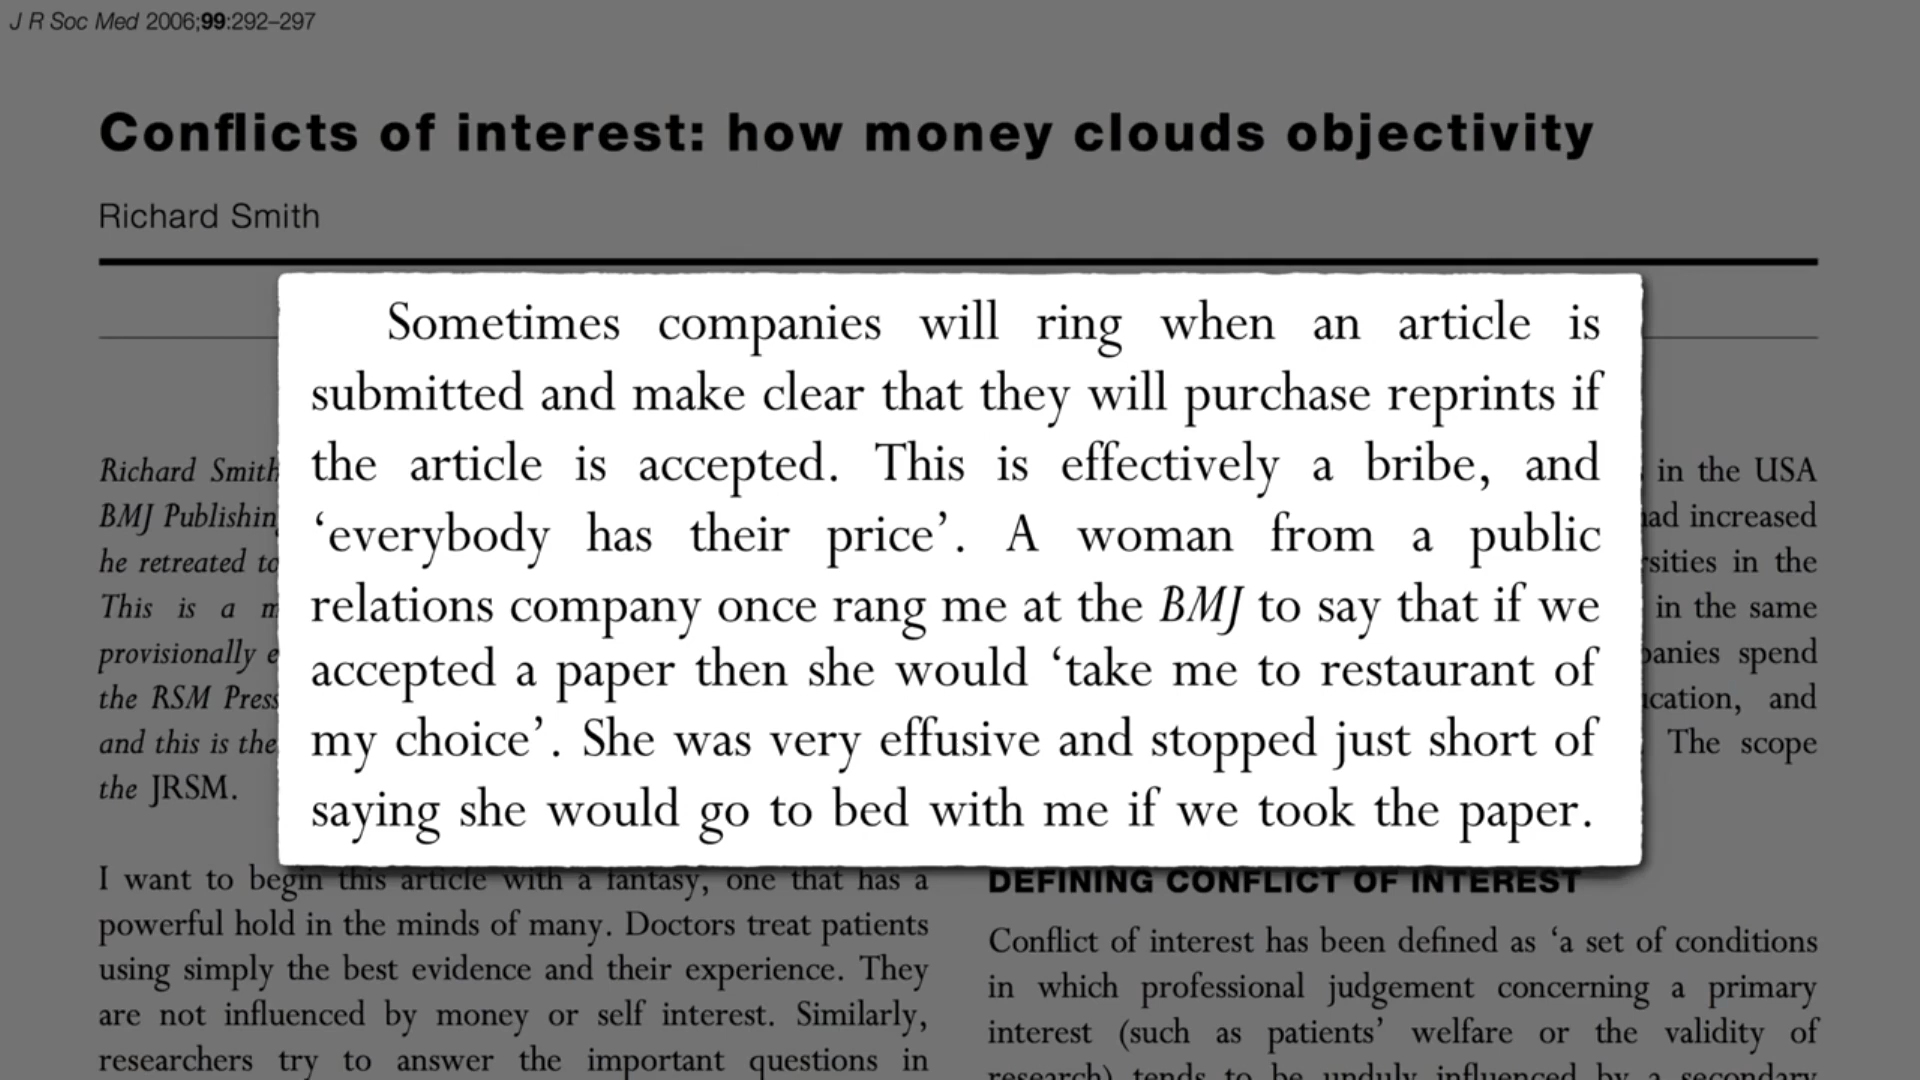 J R Soc Med 2006;99:292–297
Conflicts of interest: how money clouds objectivity
Richard Smith
Sometimes companies will ring when an article is
submitted and make clear that they will purchase reprints if
the article is accepted. This is effectively a bribe, and
‘everybody has their price’. A woman from a public
relations company once rang me at the BMJ to say that if we
accepted a paper then she would ‘take me to restaurant of
my choice’. She was very effusive and stopped just short of
saying she would go to bed with me if we took the paper.
Richard Smith
BMJ
he retreated
This is a
provisionally
the RSM Press
and this is the
the JRSM.
I want to begin this article with a fantasy, one that has a
powerful hold in the minds of many. Doctors treat patients
using simply the best evidence and their experience. They
are not influenced by money or self interest. Similarly,
researchers try to answer the important questions in
in the USA
increased
in the
in the same
spend
and
The scope
DEFINING CONFLICT OF INTEREST
Conflict of interest has been defined as ‘a set of conditions
in which professional judgement concerning a primary
interest (such as patients’ welfare or the validity of
research) tends to be unduly influenced by a secondary